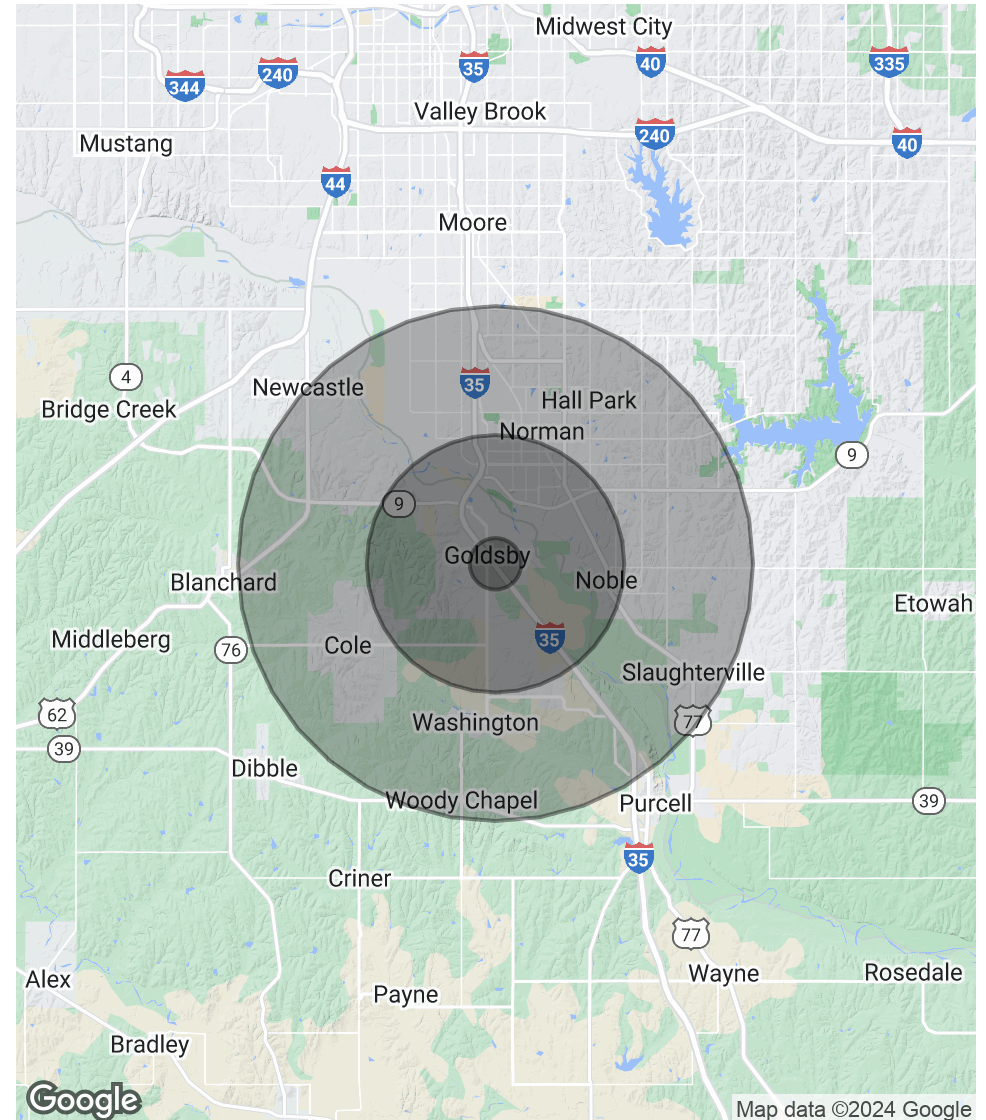 Midwest City
344
240
35
40
335
Valley Brook
240
40
Mustang
44
Moore
4
Newcastle
35
Bridge Creek
Hall Park
Norman
9
9
Goldsby
Blanchard
Noble
Etowah
Middleberg
76
Cole
35
Slaughterville
62
77
Washington
39
Dibble
Woody Chapel
Purcell
39
35
Criner
77
Alex
Wayne
Rosedale
Payne
Bradley
Google
Map data ©2024 Google